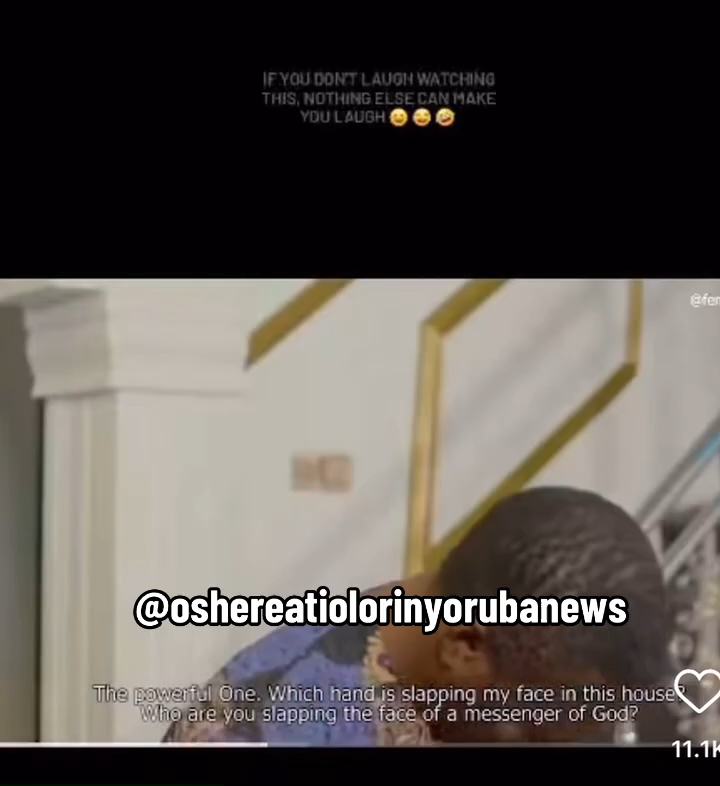 IF YOU DON'T LAUGH WATCHING
THIS, NOTHING ELSE CAN MAKE
YOU LAUGH 😄 😂 🤣
@fer
@oshereatiolorinyorubanews
The powerful One. Which hand is slapping my face in this house?
Who are you slapping the face of a messenger of God?
11.1K